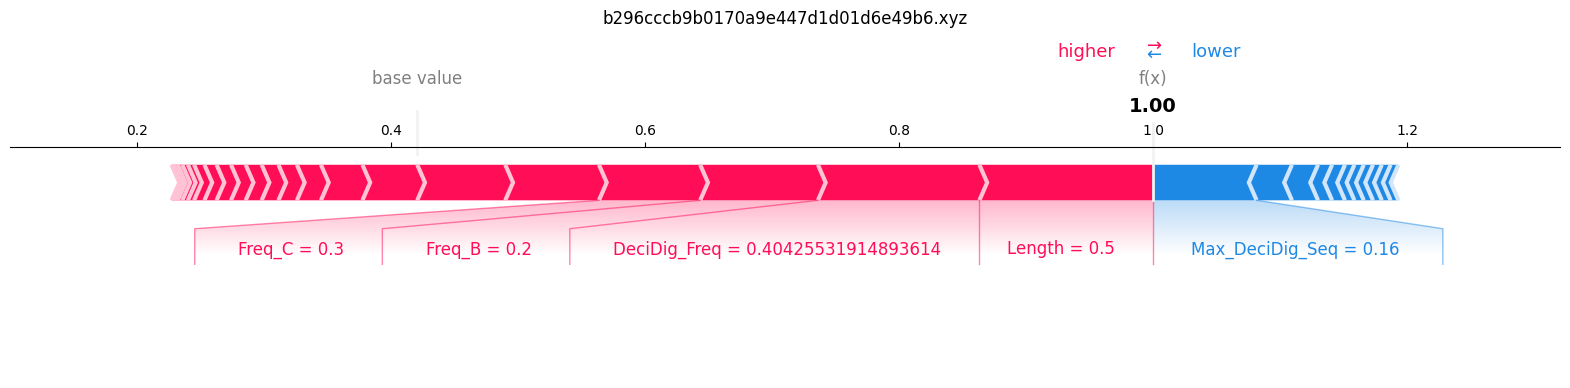 b296cccb9b0170a9e447d1d01d6e49b6.xyz
higher → ← lower
base value f(x)
1.00
0.2 0.4 0.6 0.8 1.0 1.2
Freq_C = 0.3 Freq_B = 0.2 DeciDig_Freq = 0.40425531914893614 Length = 0.5 Max_DeciDig_Seq = 0.16